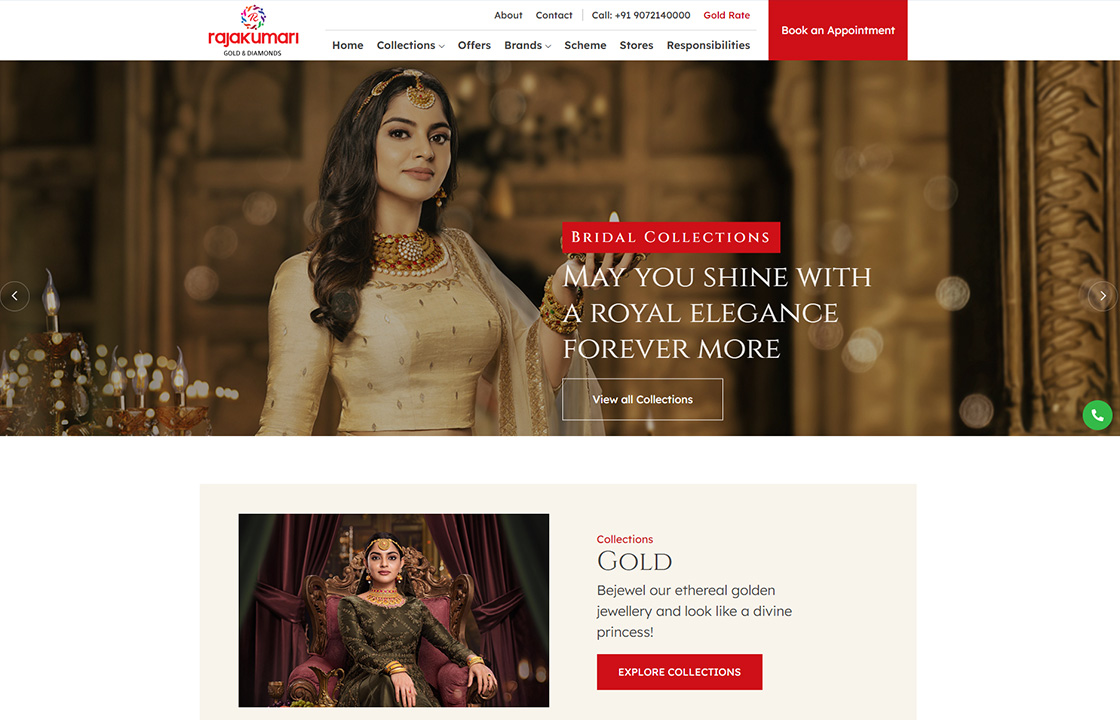 rajakumari
GOLD & DIAMONDS
About Contact Call: +91 9072140000 Gold Rate
Home Collections Offers Brands Scheme Stores Responsibilities
Book an Appointment
BRIDAL COLLECTIONS
MAY YOU SHINE WITH
A ROYAL ELEGANCE
FOREVER MORE
View all Collections
Collections
GOLD
Bejewel our ethereal golden
jewellery and look like a divine
princess!
EXPLORE COLLECTIONS